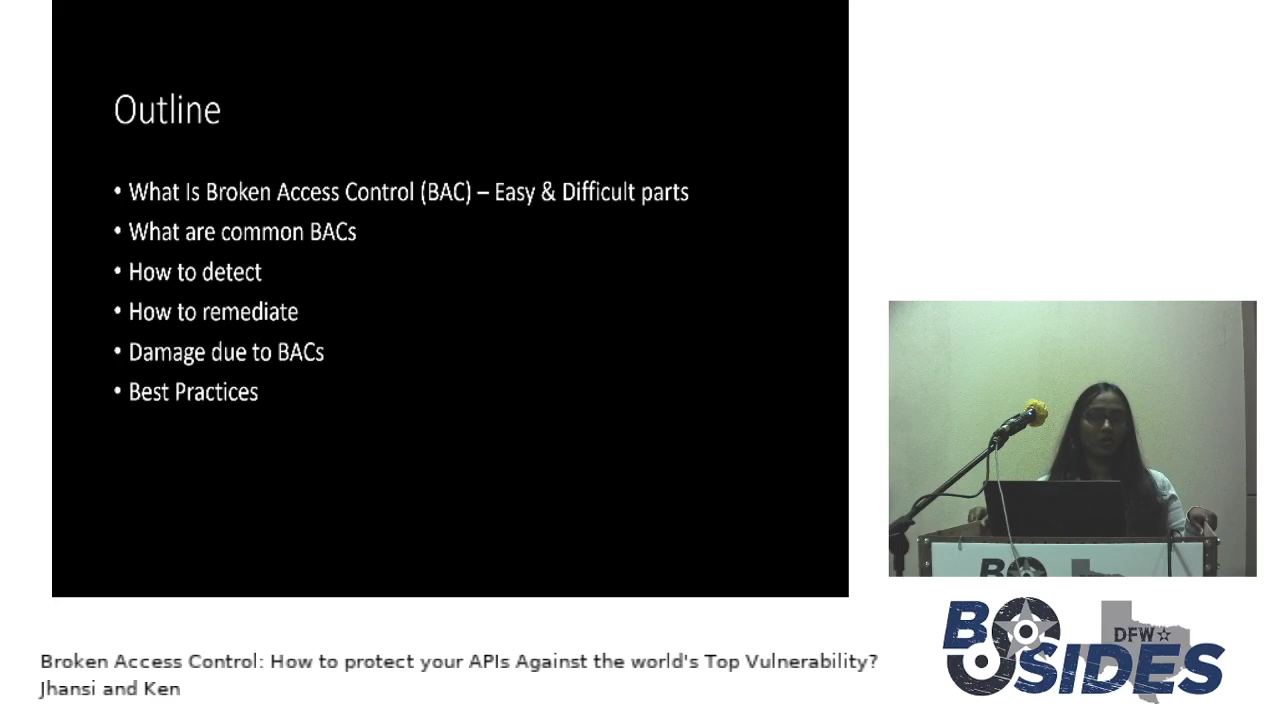 Outline
• What Is Broken Access Control (BAC) – Easy & Difficult parts
• What are common BACs
• How to detect
• How to remediate
• Damage due to BACs
• Best Practices
Broken Access Control: How to protect your APIs Against the world's Top Vulnerability?
Jhansi and Ken
BSIDES
DFW